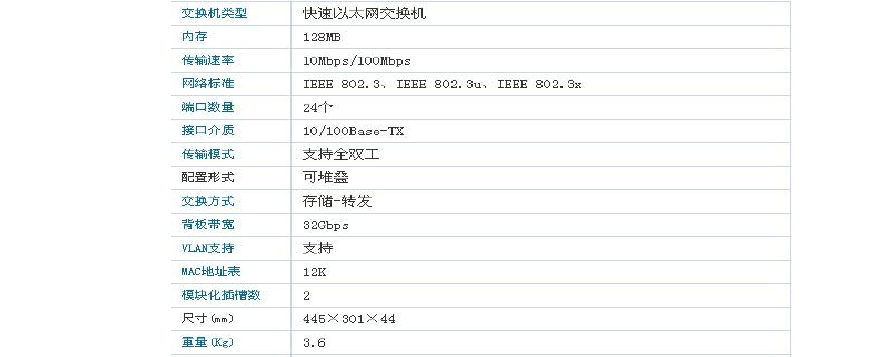 交换机类型 快速以太网交换机
内存 128MB
传输速率 10Mbps/100Mbps
网络标准 IEEE 802.3、IEEE 802.3u、IEEE 802.3x
端口数量 24个
接口介质 10/100Base-TX
传输模式 支持全双工
配置形式 可堆叠
交换方式 存储-转发
背板带宽 32Gbps
VLAN支持 支持
MAC地址表 12K
模块化插槽数 2
尺寸(mm) 445×301×44
重量(Kg) 3.6